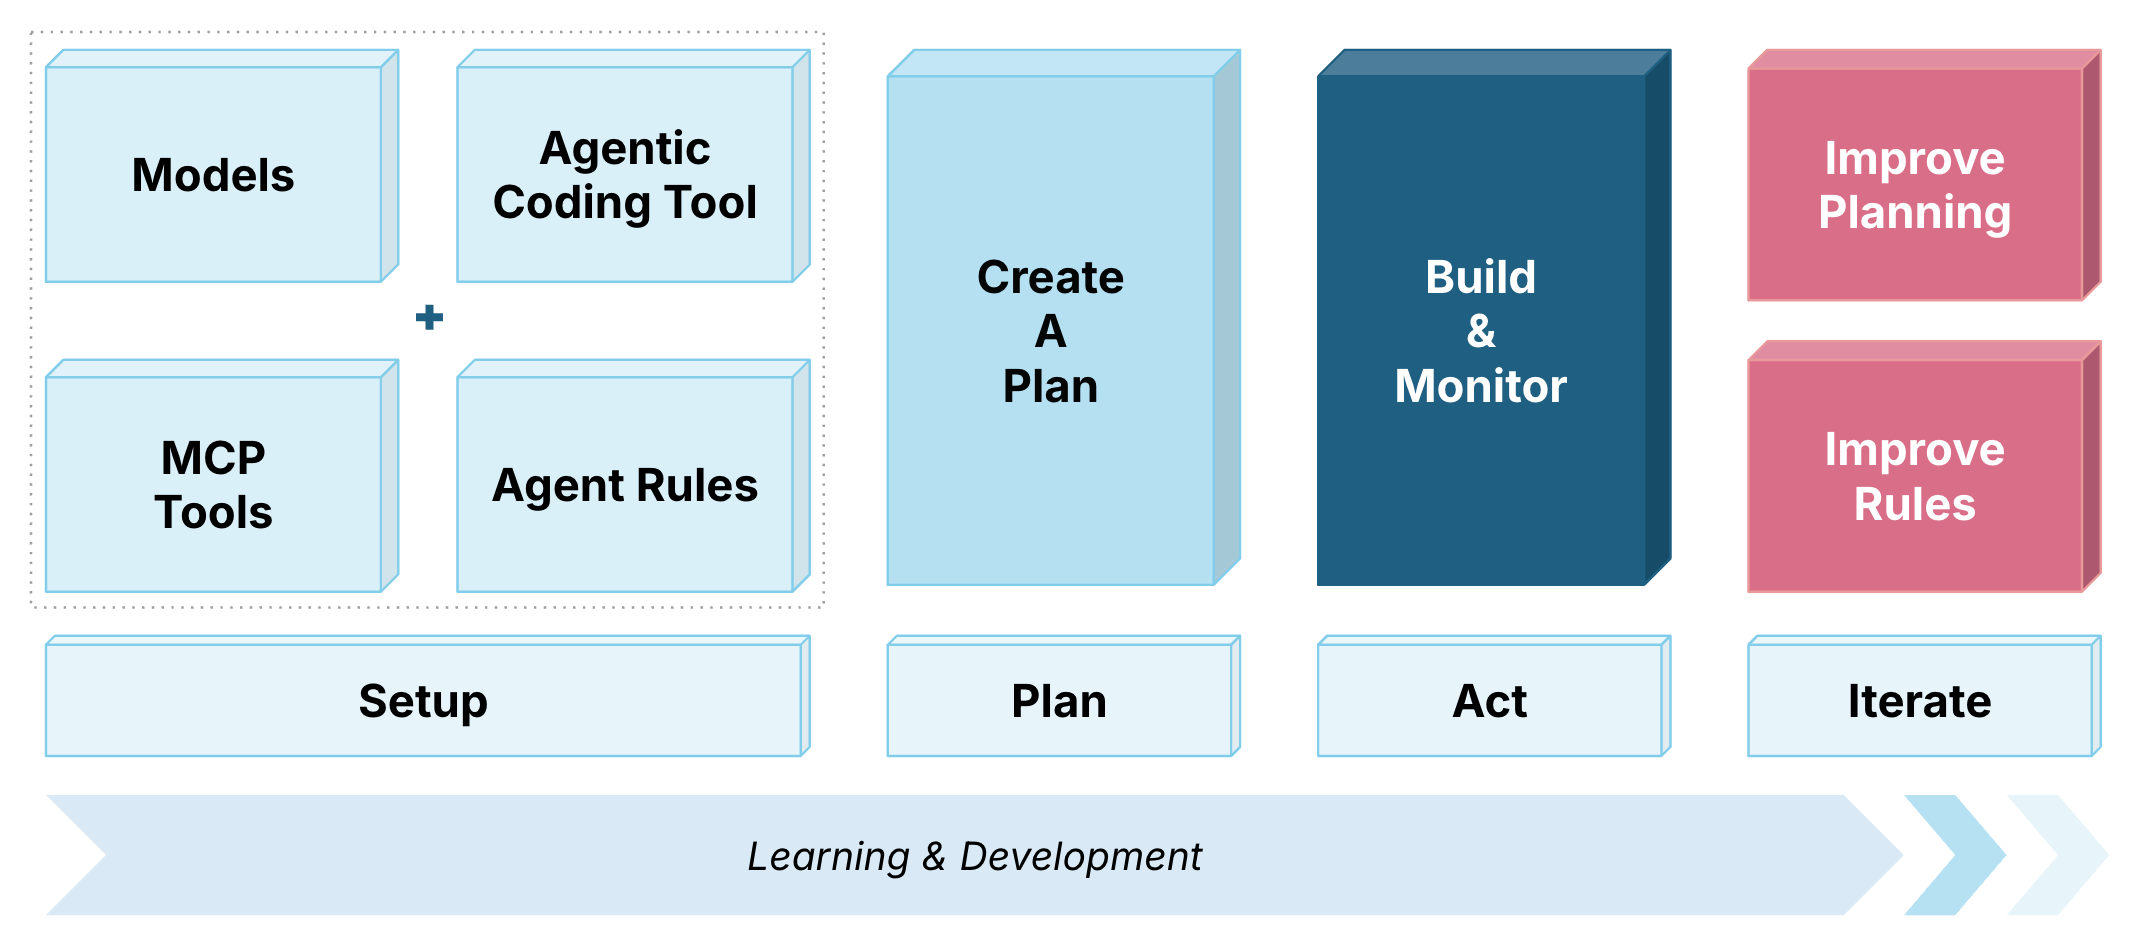 Models
Agentic
Coding Tool
+
MCP
Tools
Agent Rules
Create
A
Plan
Build
&
Monitor
Improve
Planning
Improve
Rules
Setup
Plan
Act
Iterate
Learning & Development